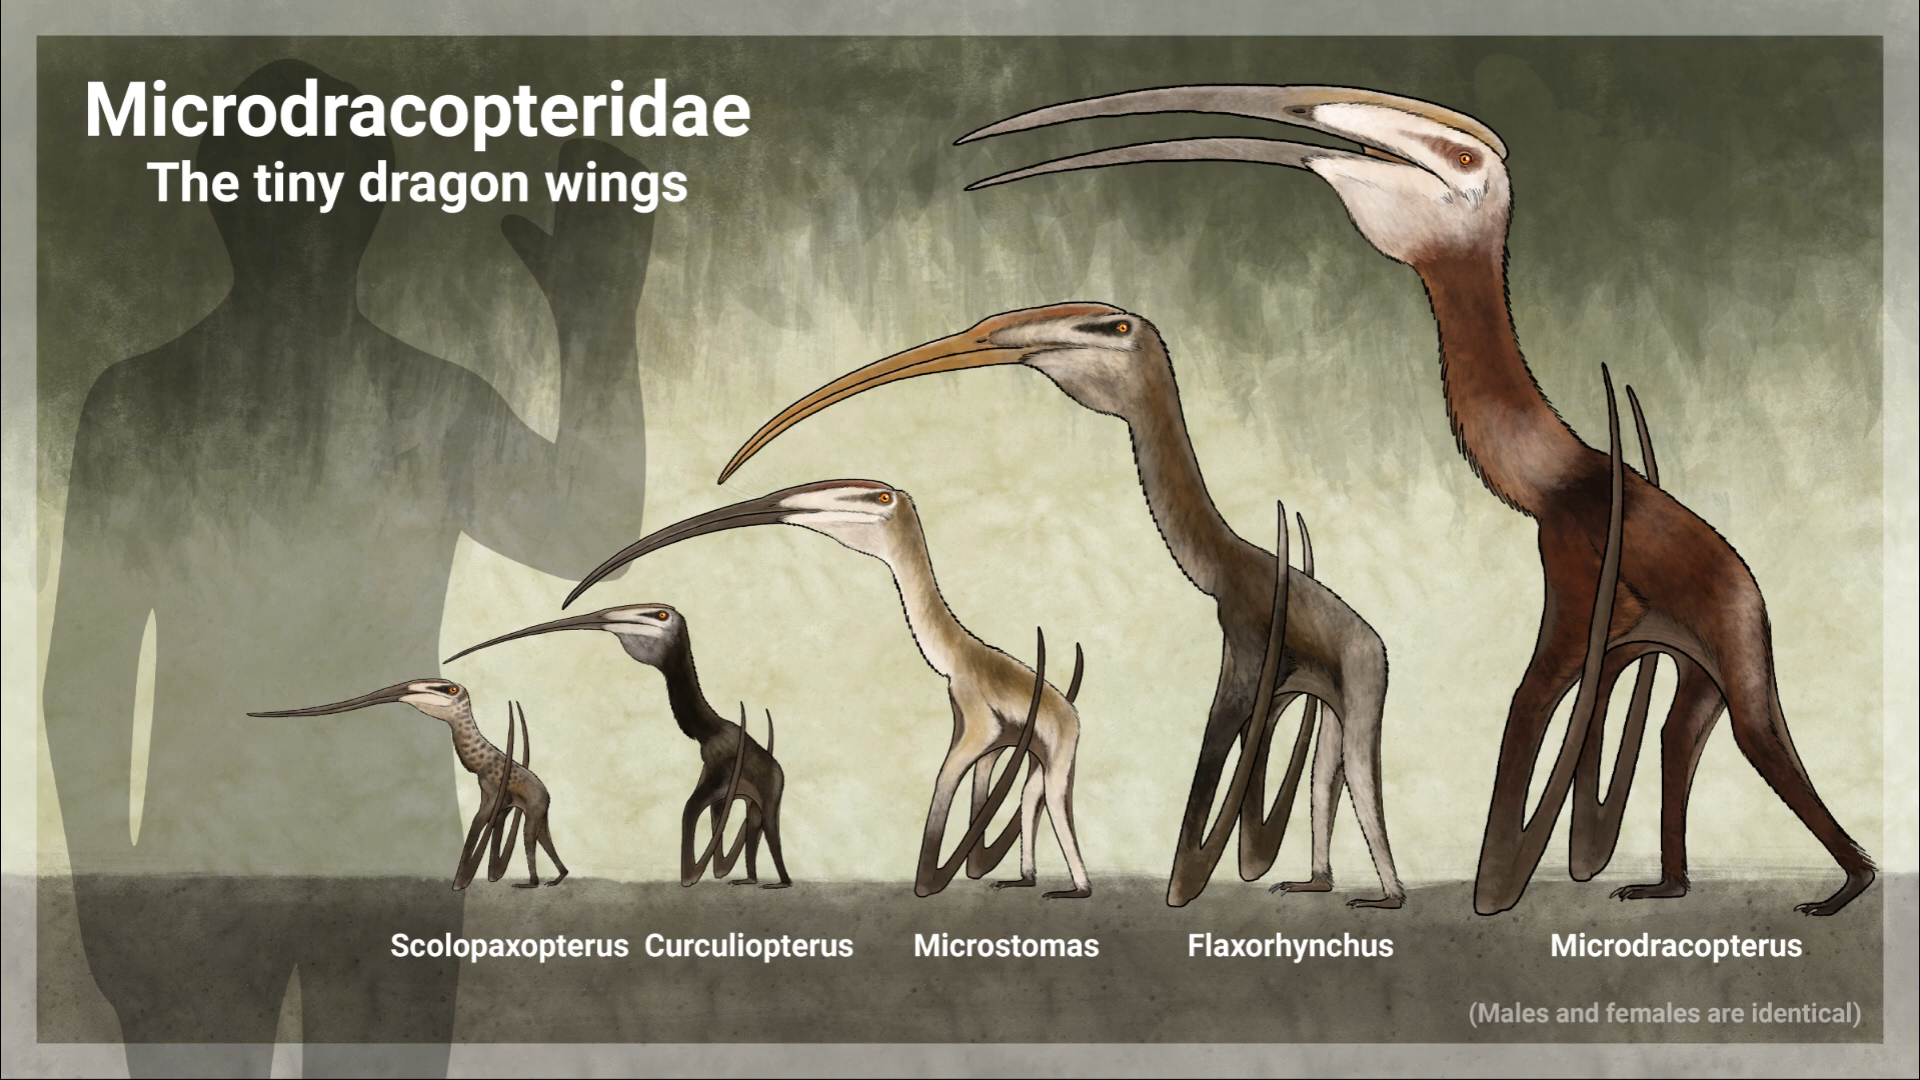 Microdracopteridae
The tiny dragon wings
Scolopaxopterus Curculiopterus Microstomas Flaxorhynchus Microdracopterus
(Males and females are identical)